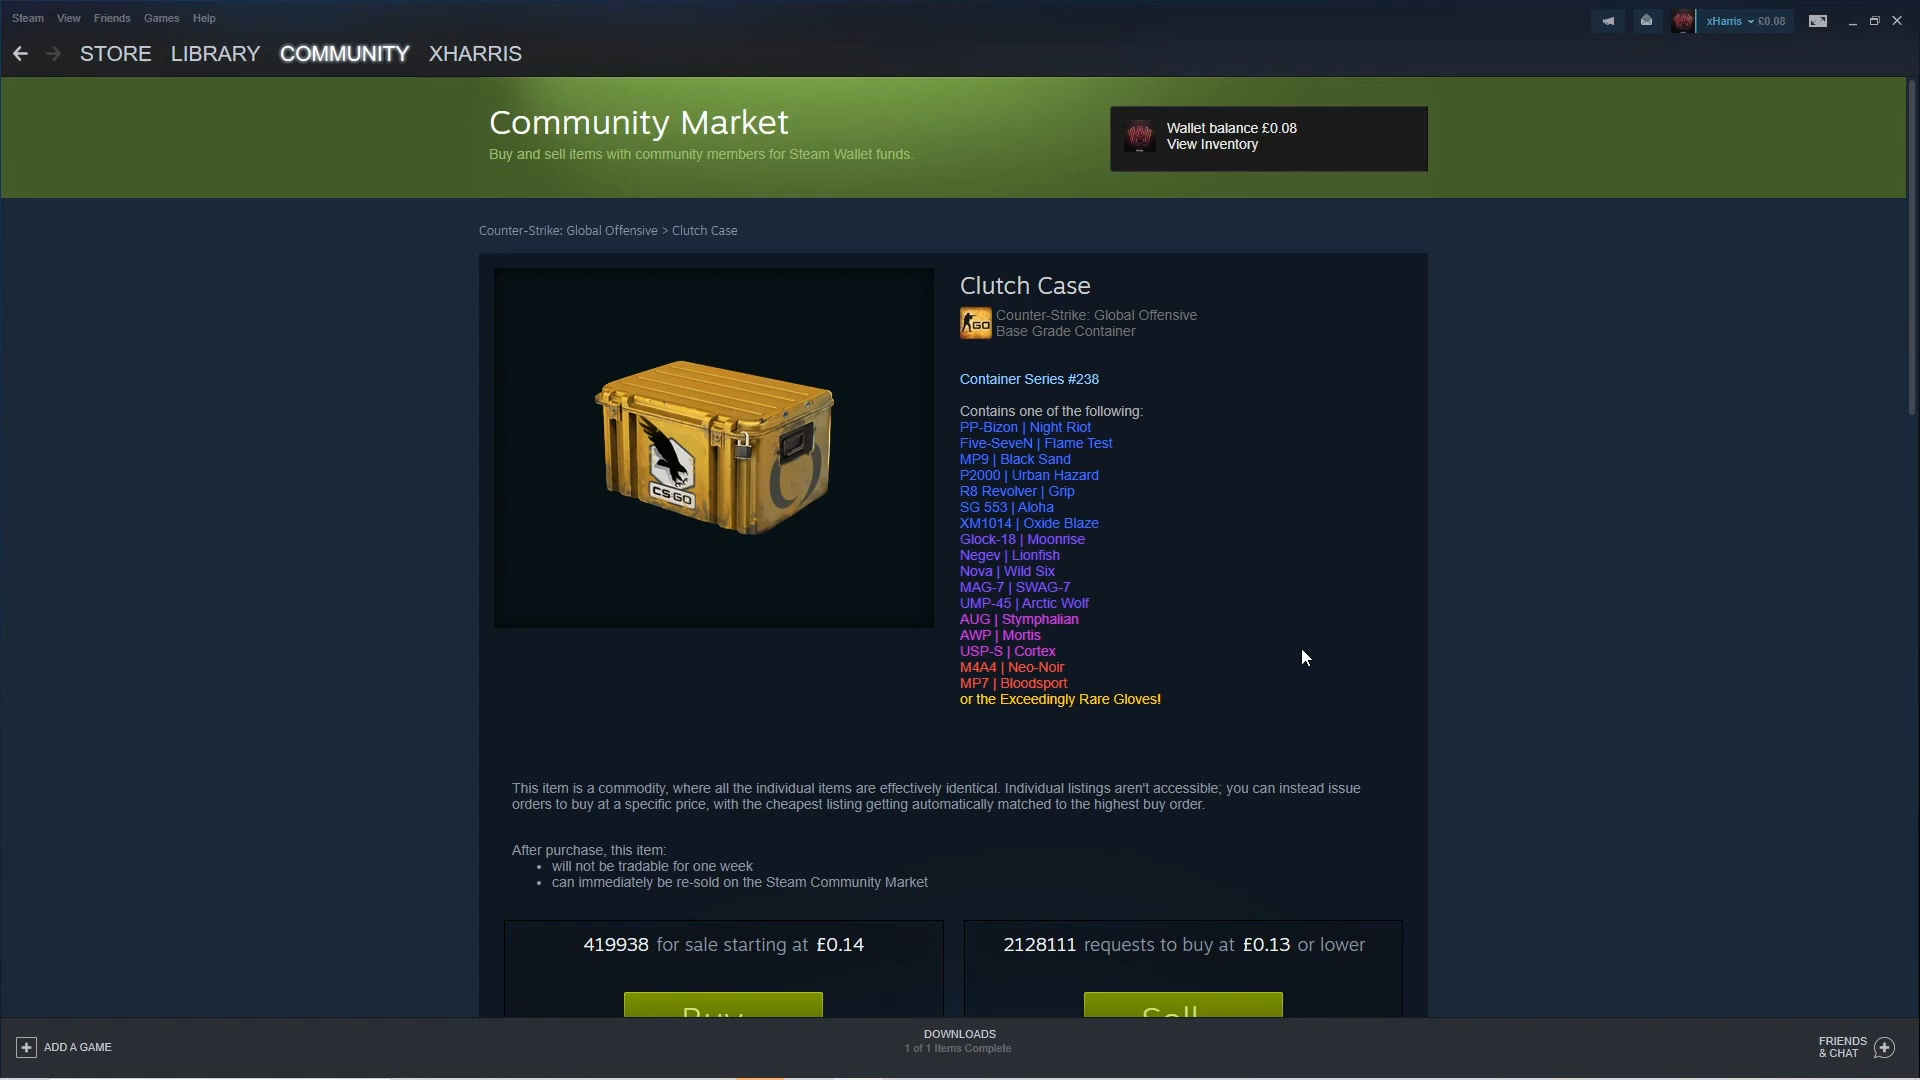 Steam View Friends Games Help
xHarris £0.08
STORE LIBRARY COMMUNITY XHARRIS
Community Market
Buy and sell items with community members for Steam Wallet funds.
Wallet balance £0.08
View Inventory
Counter-Strike: Global Offensive > Clutch Case
CS:GO
Clutch Case
GO
Counter-Strike: Global Offensive
Base Grade Container
Container Series #238
Contains one of the following:
PP-Bizon | Night Riot
Five-SeveN | Flame Test
MP9 | Black Sand
P2000 | Urban Hazard
R8 Revolver | Grip
SG 553 | Aloha
XM1014 | Oxide Blaze
Glock-18 | Moonrise
Negev | Lionfish
Nova | Wild Six
MAG-7 | SWAG-7
UMP-45 | Arctic Wolf
AUG | Stymphalian
AWP | Mortis
USP-S | Cortex
M4A4 | Neo-Noir
MP7 | Bloodsport
or the Exceedingly Rare Gloves!
This item is a commodity, where all the individual items are effectively identical. Individual listings aren't accessible; you can instead issue
orders to buy at a specific price, with the cheapest listing getting automatically matched to the highest buy order.
After purchase, this item:
• will not be tradable for one week
• can immediately be re-sold on the Steam Community Market
419938 for sale starting at £0.14
2128111 requests to buy at £0.13 or lower
Buy
Sell
ADD A GAME
DOWNLOADS
1 of 1 Items Complete
FRIENDS
& CHAT